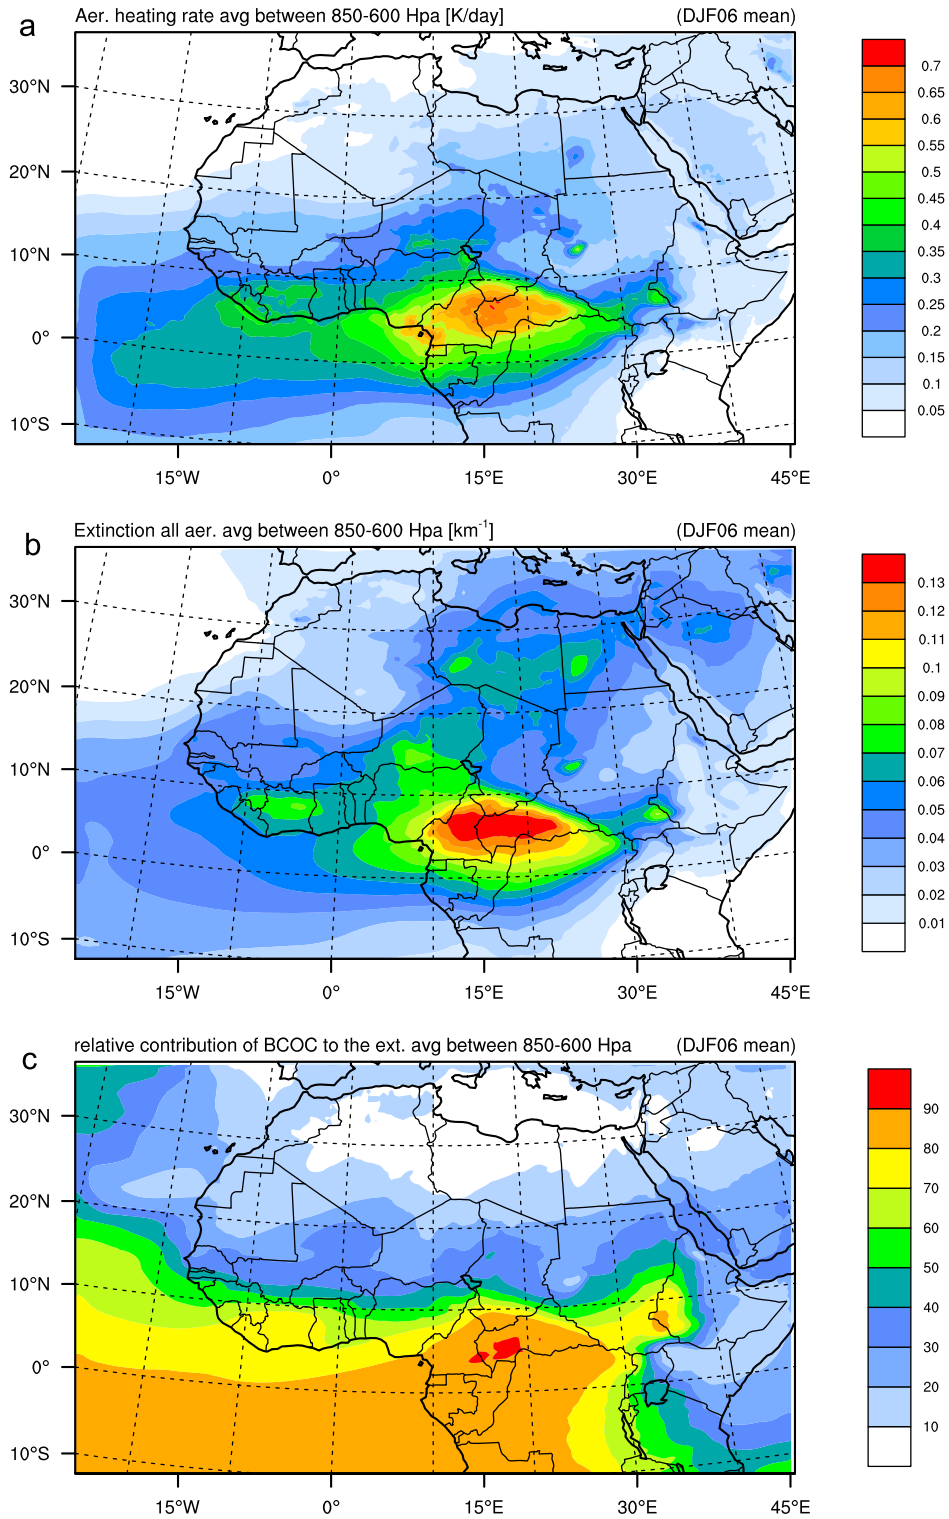 a
Aer. heating rate avg between 850-600 Hpa [K/day] (DJF06 mean)
30°N
20°N
10°N
0°
10°S
15°W 0° 15°E 30°E 45°E
0.7
0.65
0.6
0.55
0.5
0.45
0.4
0.35
0.3
0.25
0.2
0.15
0.1
0.05
b
Extinction all aer. avg between 850-600 Hpa [km⁻¹] (DJF06 mean)
30°N
20°N
10°N
0°
10°S
15°W 0° 15°E 30°E 45°E
0.13
0.12
0.11
0.1
0.09
0.08
0.07
0.06
0.05
0.04
0.03
0.02
0.01
c
relative contribution of BCOC to the ext. avg between 850-600 Hpa (DJF06 mean)
30°N
20°N
10°N
0°
10°S
15°W 0° 15°E 30°E 45°E
90
80
70
60
50
40
30
20
10